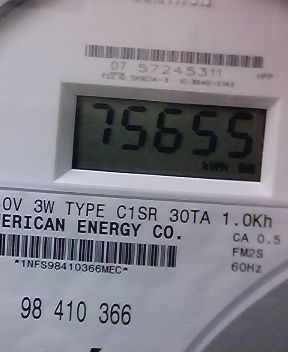 07 57245311
HPP
75655
kWh
0V 3W TYPE C1SR 30TA 1.0Kh
ERICAN ENERGY CO.
CA 0.5
FM2S
60Hz
*1NFS98410366MEC*
98 410 366